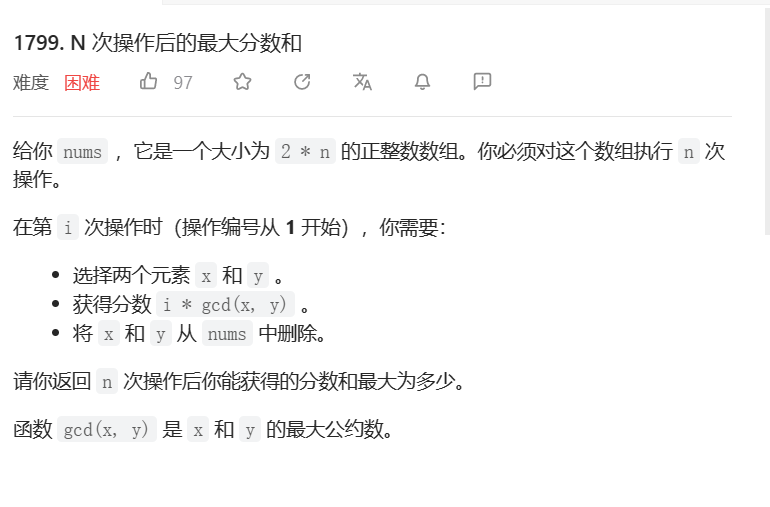 1799. N 次操作后的最大分数和
难度 困难 97
给你 nums ，它是一个大小为 2 * n 的正整数数组。你必须对这个数组执行 n 次
操作。
在第 i 次操作时（操作编号从 1 开始），你需要：
• 选择两个元素 x 和 y 。
• 获得分数 i * gcd(x, y) 。
• 将 x 和 y 从 nums 中删除。
请你返回 n 次操作后你能获得的分数和最大为多少。
函数 gcd(x, y) 是 x 和 y 的最大公约数。